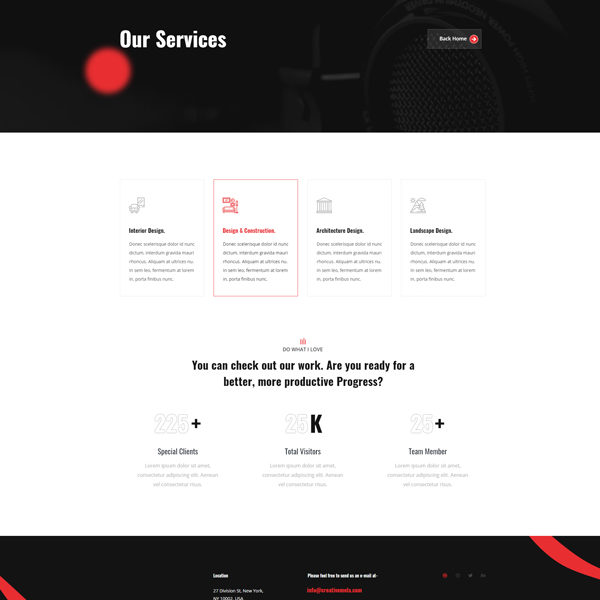 Our Services
Back Home
Interior Design.
Donec scelerisque dolor id nunc
dictum, interdum gravida mauri
rhoncus. Aliquam at ultrices nu.
in sem leo, fermentum at lorem
in, porta finibus nunc.
Design & Construction.
Donec scelerisque dolor id nunc
dictum, interdum gravida mauri
rhoncus. Aliquam at ultrices nu.
in sem leo, fermentum at lorem
in, porta finibus nunc.
Architecture Design.
Donec scelerisque dolor id nunc
dictum, interdum gravida mauri
rhoncus. Aliquam at ultrices nu.
in sem leo, fermentum at lorem
in, porta finibus nunc.
Landscape Design.
Donec scelerisque dolor id nunc
dictum, interdum gravida mauri
rhoncus. Aliquam at ultrices nu.
in sem leo, fermentum at lorem
in, porta finibus nunc.
DO WHAT I LOVE
You can check out our work. Are you ready for a
better, more productive Progress?
225+
Special Clients
Lorem ipsum dolor sit amet,
consectetur adipiscing elit. Aenean
vel consectetur risus.
25K
Total Visitors
Lorem ipsum dolor sit amet,
consectetur adipiscing elit. Aenean
vel consectetur risus.
25+
Team Member
Lorem ipsum dolor sit amet,
consectetur adipiscing elit. Aenean
vel consectetur risus.
Location
27 Division St, New York,
NY 10002, USA
Please feel free to send us an e-mail at-
info@creativemela.com